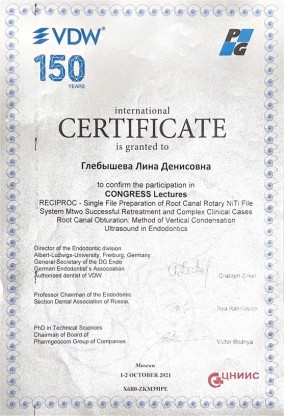 VDW
PG
150
YEARS
international
CERTIFICATE
is granted to
Глебышева Лина Денисовна
to confirm the participation in
CONGRESS Lectures
RECIPROC - Single File Preparation of Root Canal Rotary NiTi File
System Mtwo Successful Retreatment and Complex Clinical Cases
Root Canal Obturation: Method of Vertical Condensation
Ultrasound in Endodontics
Director of the Endodontic division
Albert-Ludwigs-University, Freiburg, Germany
General Secretary of the DG Endo
German Endodontist's Association
Authorized dentist of VDW
Professor Chairman of the Endodontic
Section Dental Association of Russia,
PhD in Technical Sciences
Chairman of Board of
Pharmgeocom Group of Companies
Victor Bodnya
Moscow
1-2 OCTOBER 2021
ЦНИИС